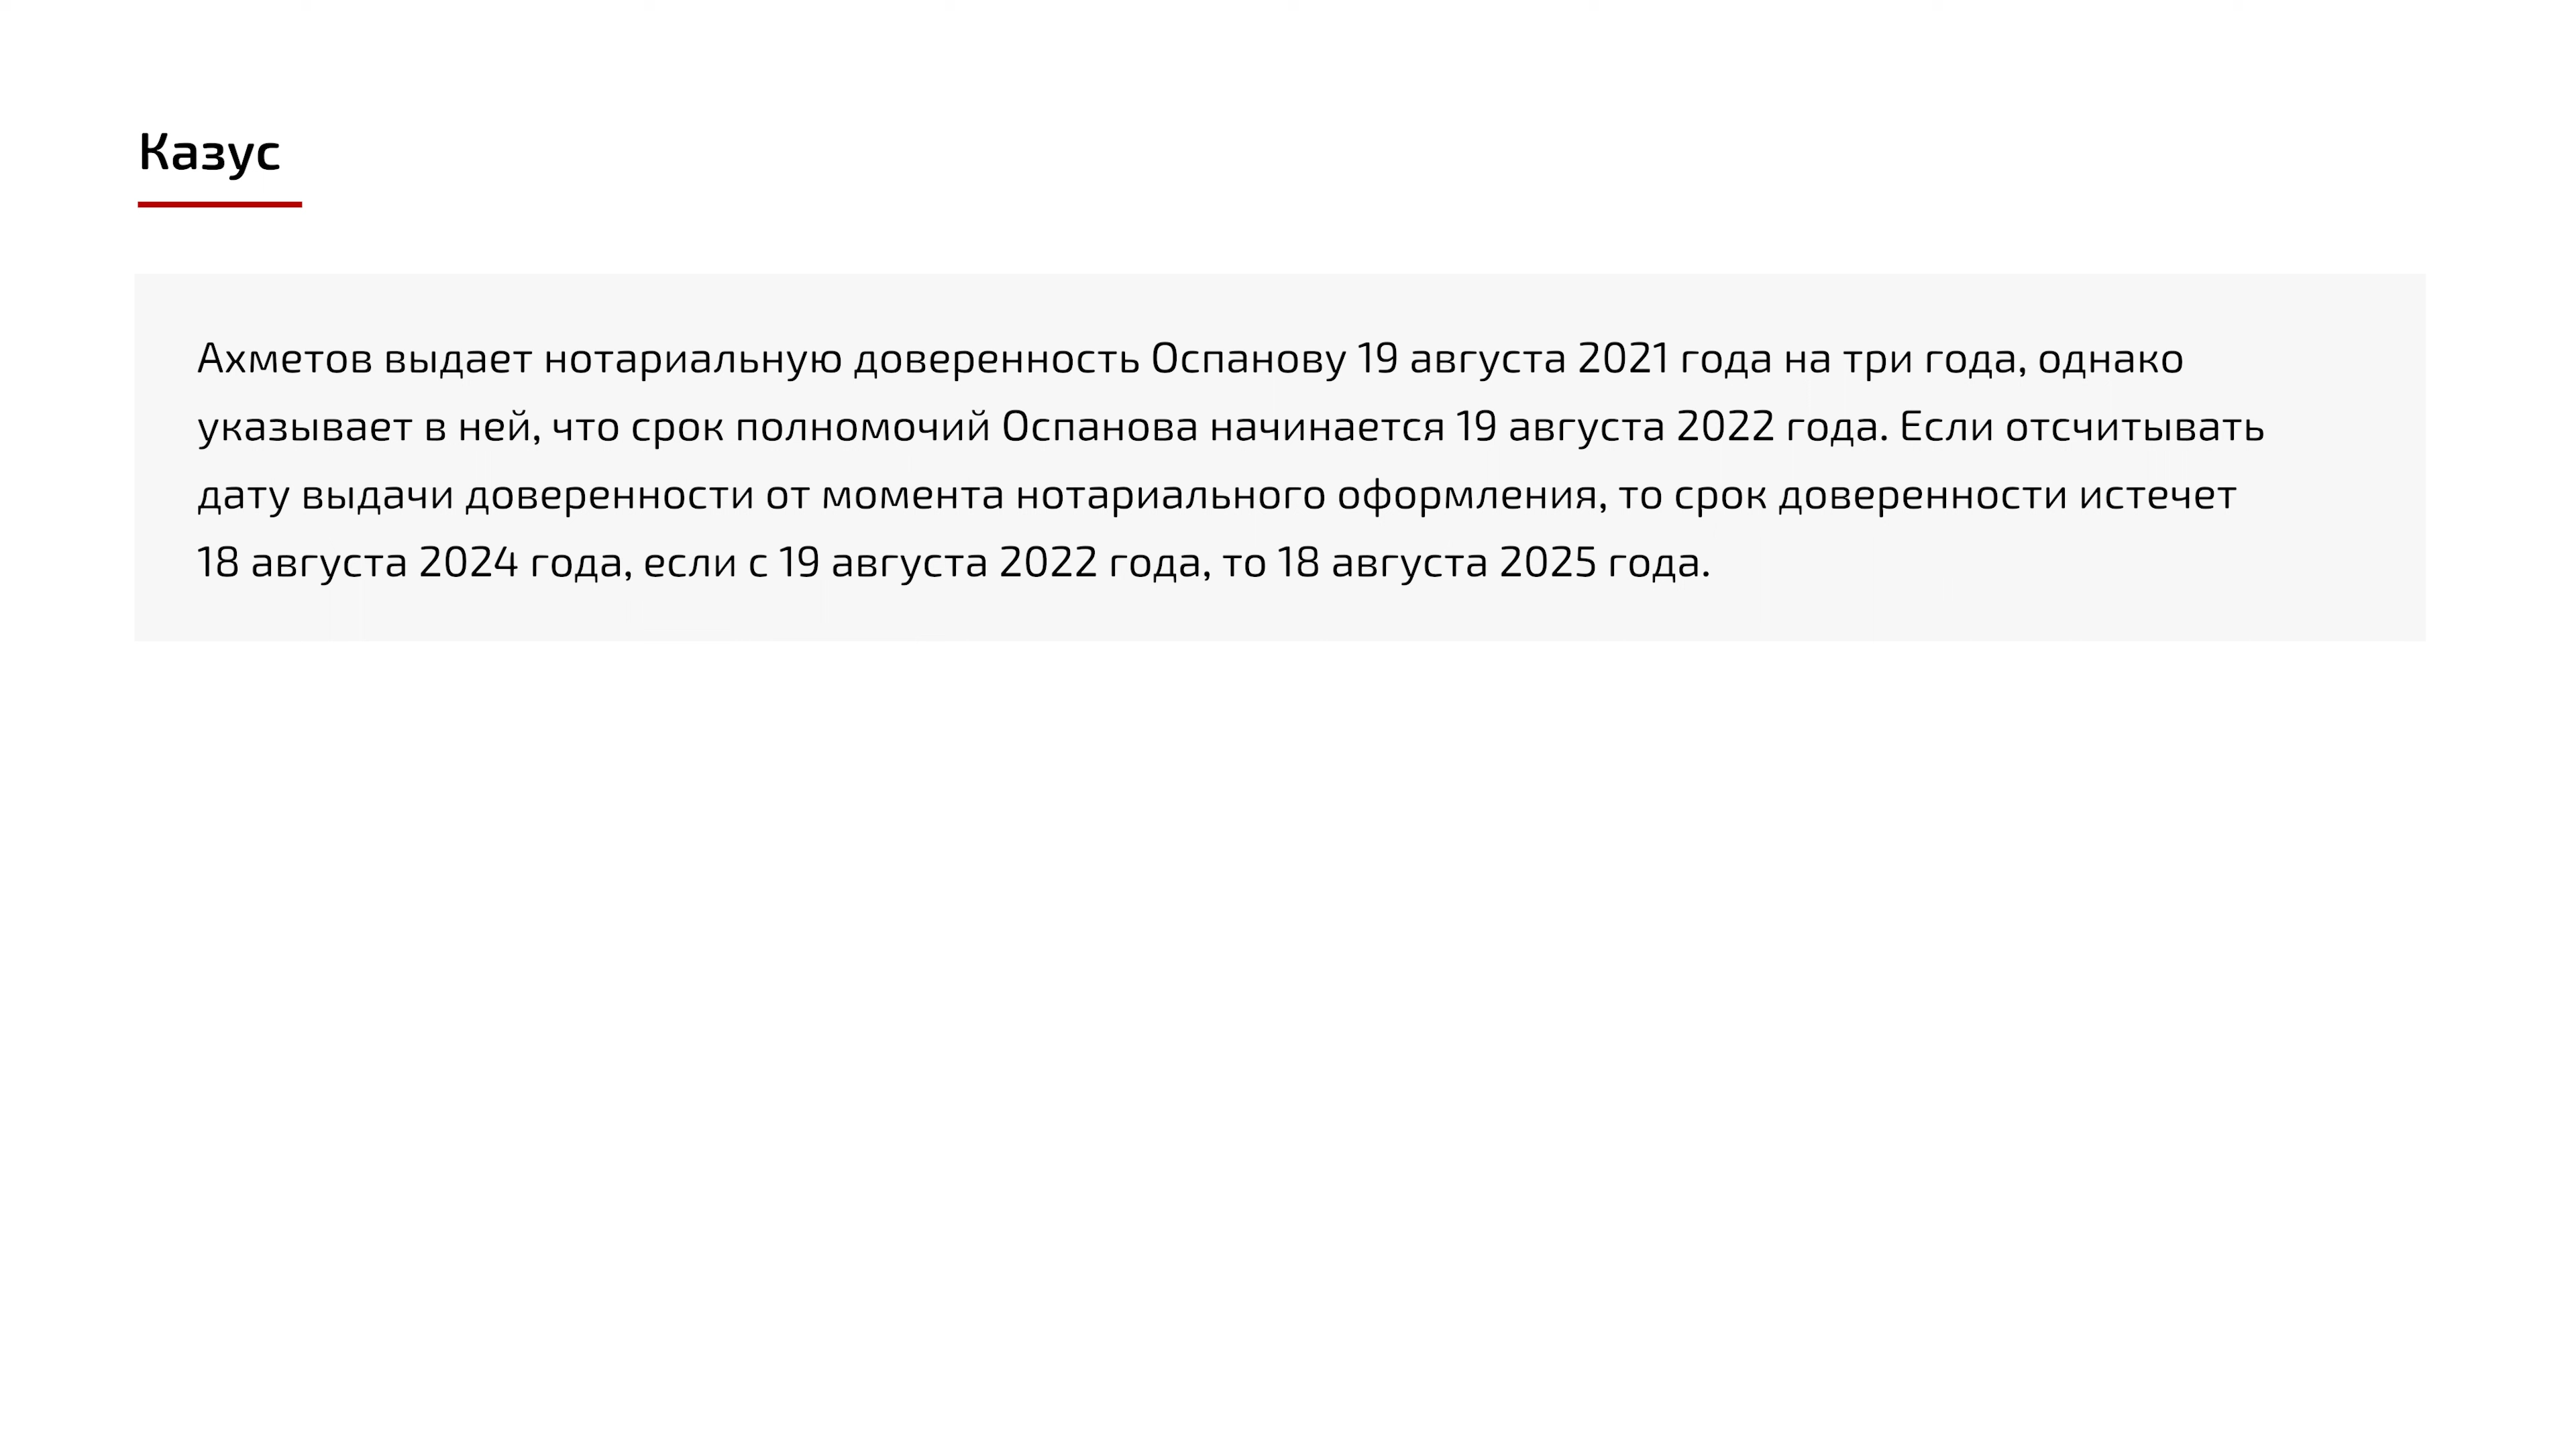 Казус
Ахметов выдает нотариальную доверенность Оспанову 19 августа 2021 года на три года, однако
указывает в ней, что срок полномочий Оспанова начинается 19 августа 2022 года. Если отсчитывать
дату выдачи доверенности от момента нотариального оформления, то срок доверенности истечет
18 августа 2024 года, если с 19 августа 2022 года, то 18 августа 2025 года.